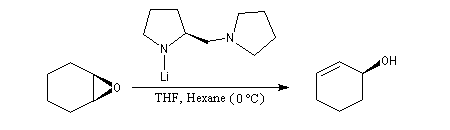 N
N
Li
O
OH
THF, Hexane (0 °C)